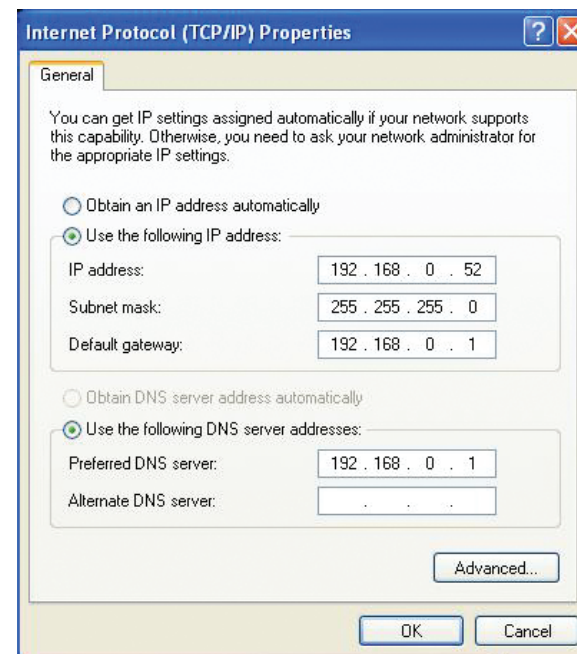 Internet Protocol (TCP/IP) Properties
General
You can get IP settings assigned automatically if your network supports
this capability. Otherwise, you need to ask your network administrator for
the appropriate IP settings.
Obtain an IP address automatically
Use the following IP address:
IP address: 192 . 168 . 0 . 52
Subnet mask: 255 . 255 . 255 . 0
Default gateway: 192 . 168 . 0 . 1
Obtain DNS server address automatically
Use the following DNS server addresses:
Preferred DNS server: 192 . 168 . 0 . 1
Alternate DNS server: . . .
Advanced...
OK Cancel